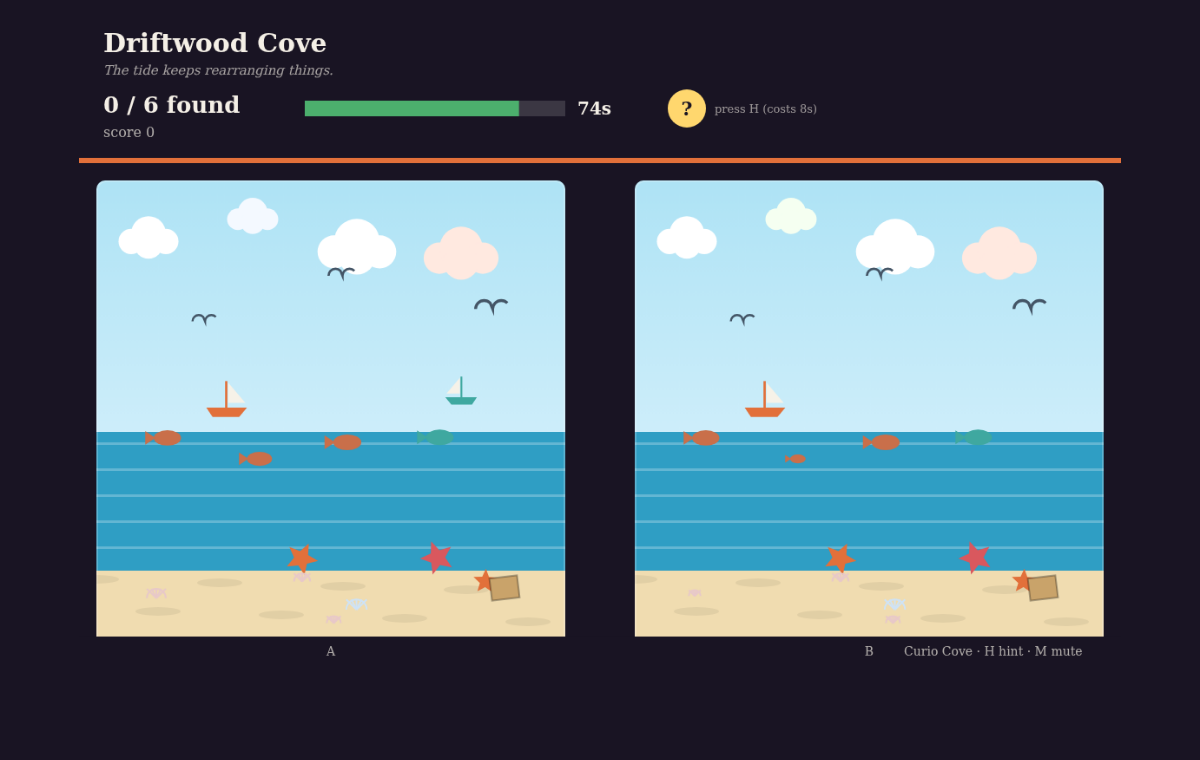 Driftwood Cove
The tide keeps rearranging things.
0 / 6 found
74s
? press H (costs 8s)
score 0
A
B
Curio Cove · H hint · M mute